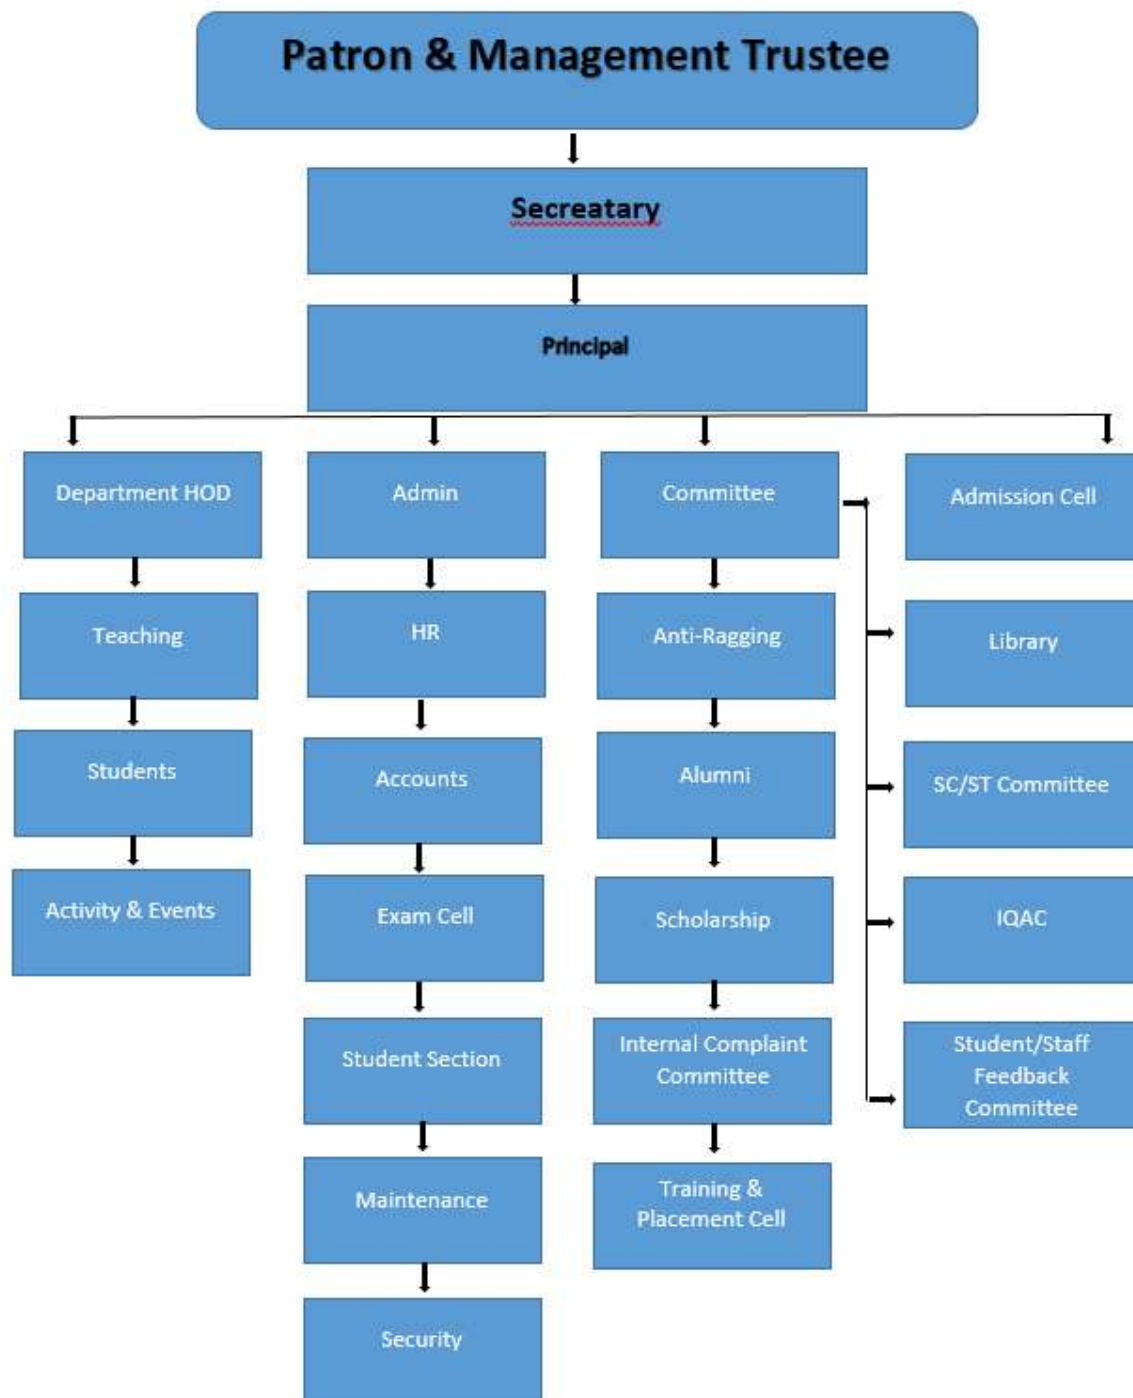 Patron & Management Trustee
Secreatary
Principal
Department HOD
Admin
Committee
Admission Cell
Teaching
HR
Anti-Ragging
Library
Students
Accounts
Alumni
SC/ST Committee
Activity & Events
Exam Cell
Scholarship
IQAC
Student Section
Internal Complaint
Committee
Student/Staff
Feedback
Committee
Maintenance
Training &
Placement Cell
Security